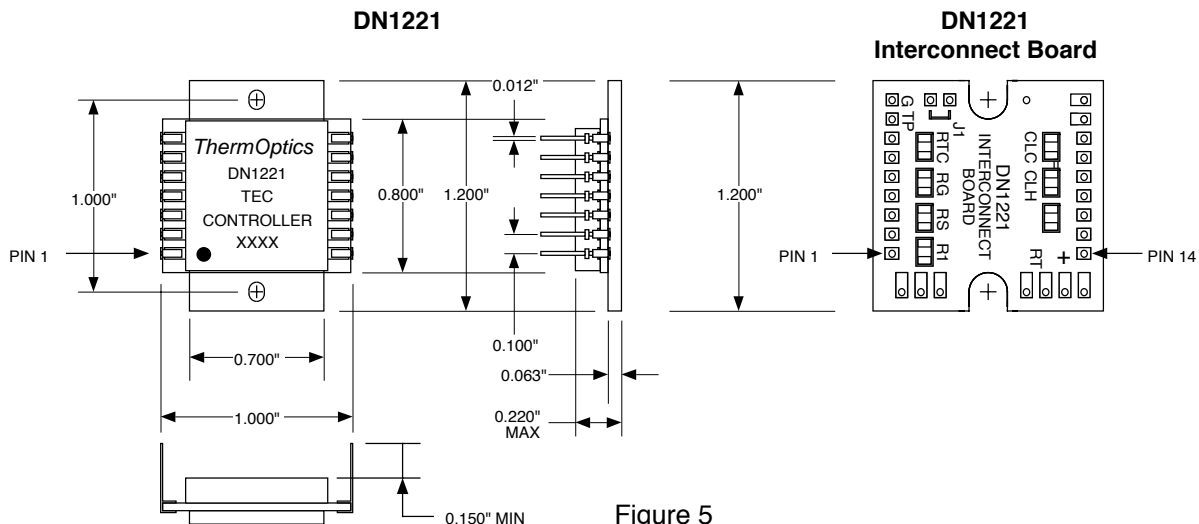 DN1221
DN1221
Interconnect Board
0.012"
ThermOptics
DN1221
TEC
CONTROLLER
XXXX
1.000"
0.800"
1.200"
1.200"
PIN 1
0.700"
1.000"
0.100"
0.063"
0.220"
MAX
0.150" MIN
G
TP
J1
RTC
RG
RS
R1
DN1221
INTERCONNECT
BOARD
CLC
CLH
RT
+
PIN 1
PIN 14
Figure 5